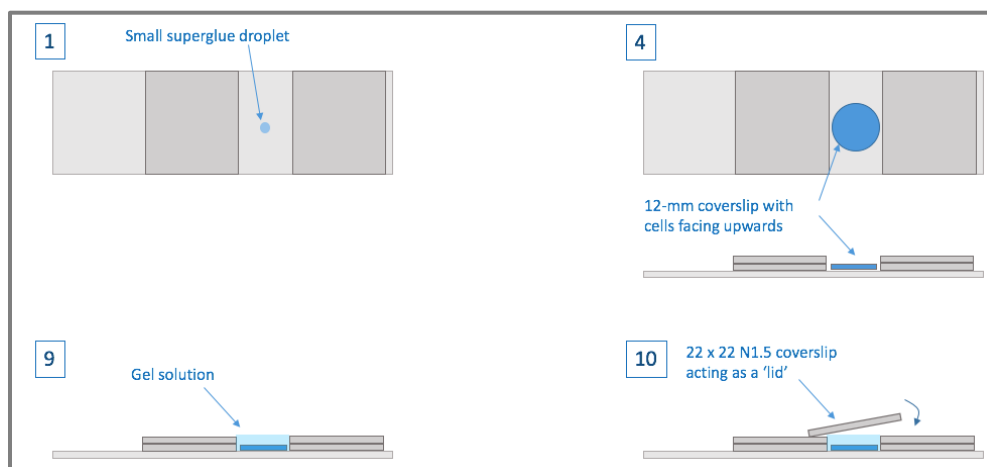 1
Small superglue droplet
4
12-mm coverslip with
cells facing upwards
9
Gel solution
10
22 x 22 N1.5 coverslip
acting as a ‘lid’